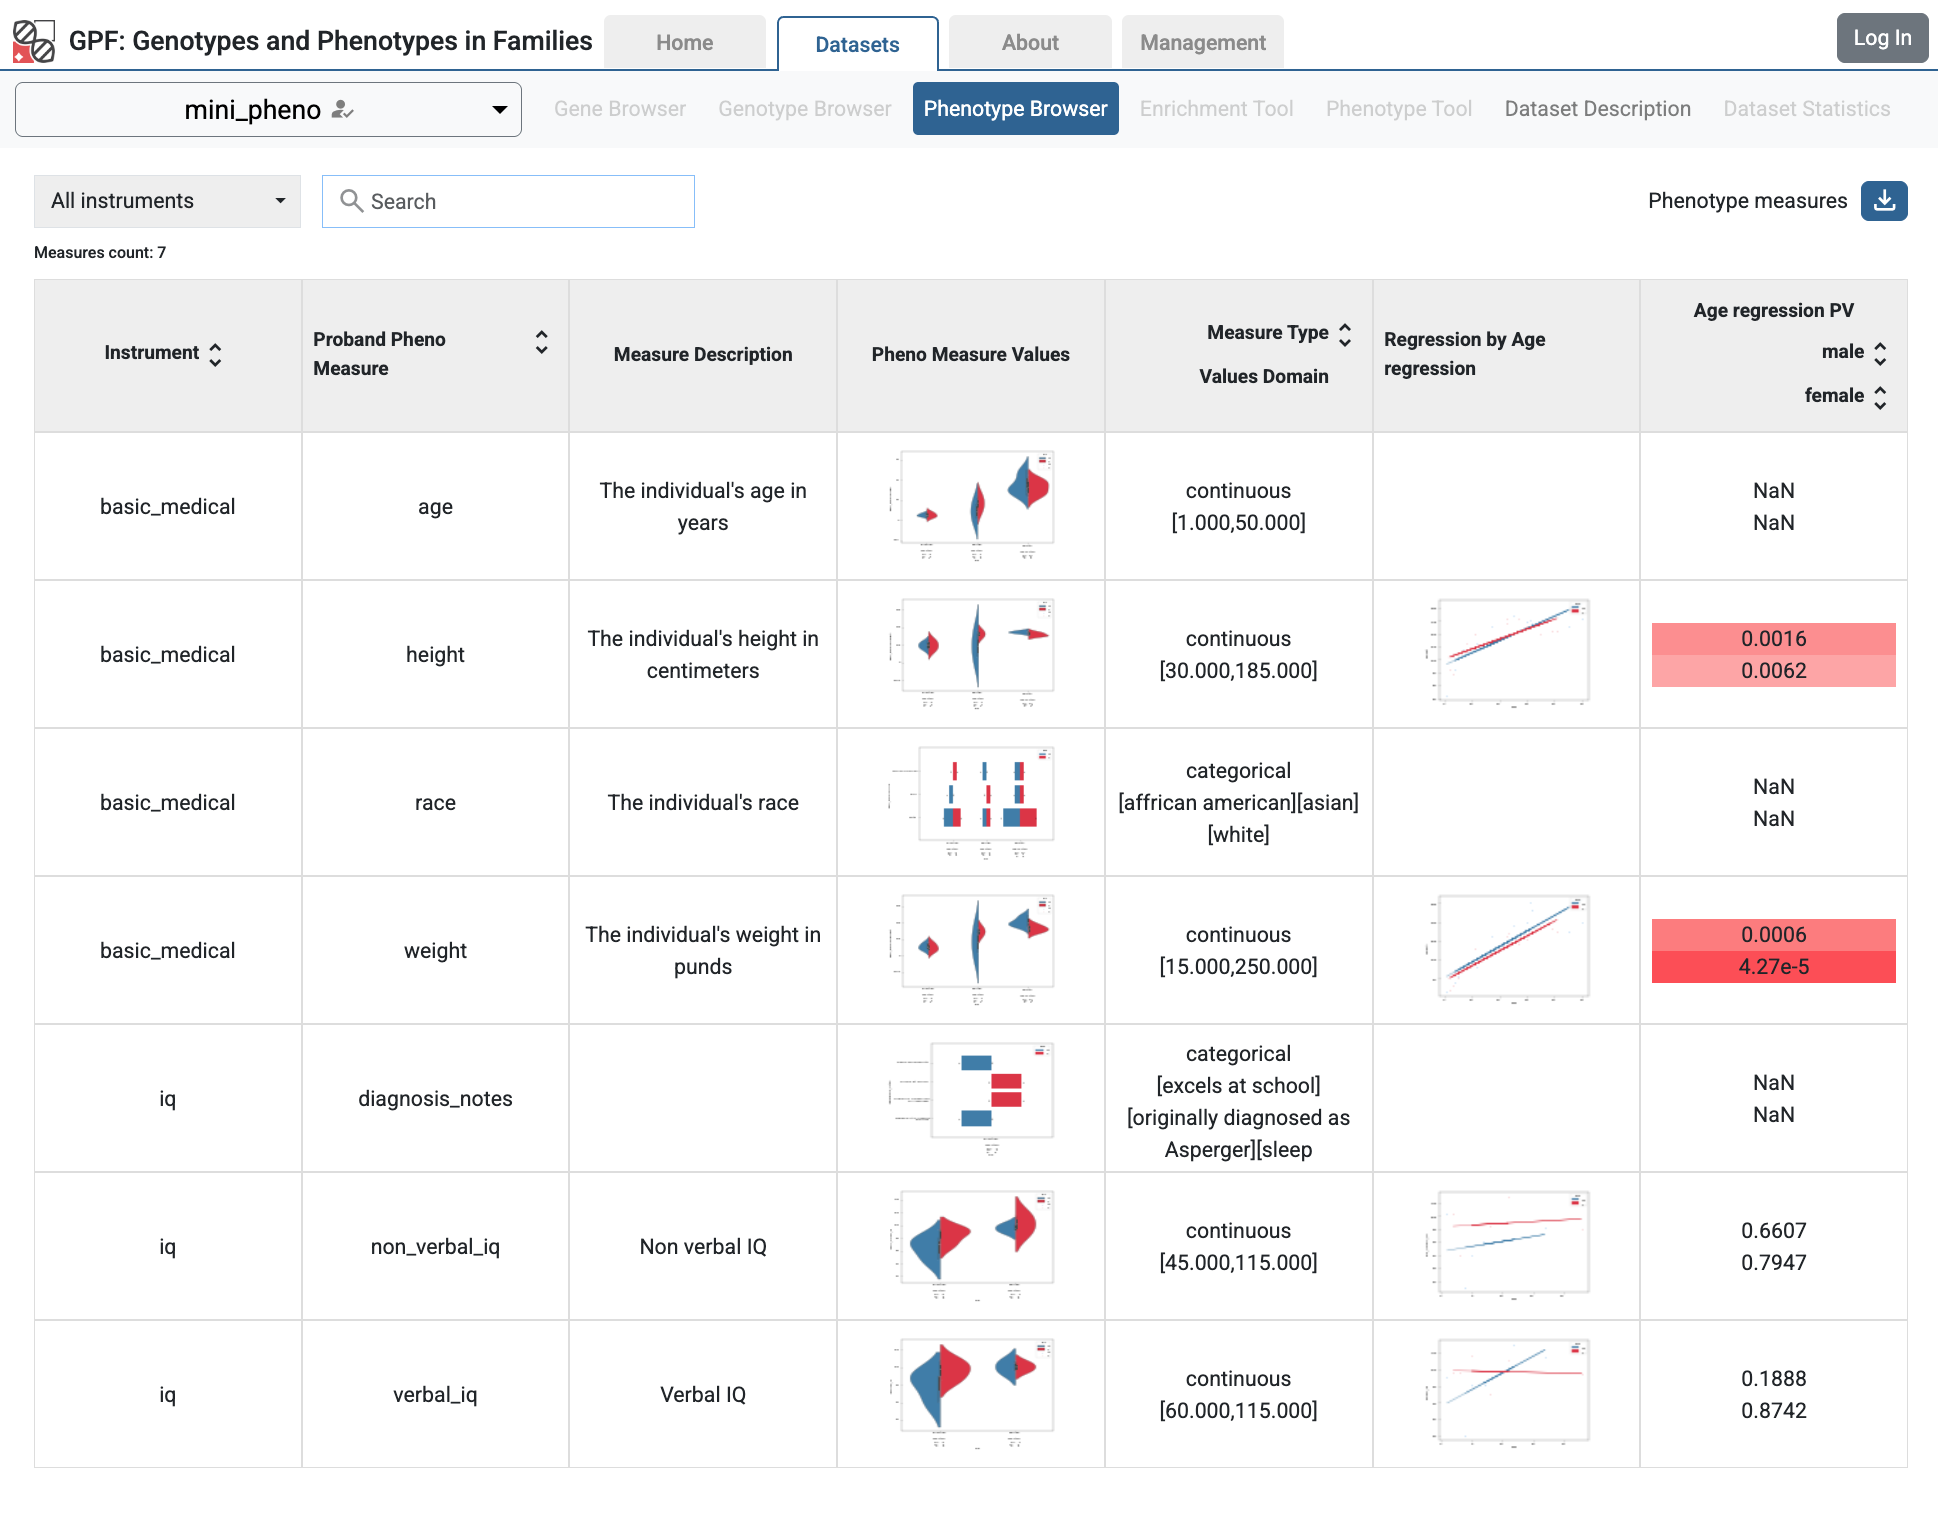 GPF: Genotypes and Phenotypes in Families
Home
Datasets
About
Management
Log In
mini_pheno
Gene Browser
Genotype Browser
Phenotype Browser
Enrichment Tool
Phenotype Tool
Dataset Description
Dataset Statistics
All instruments
Search
Phenotype measures
Measures count: 7
Instrument
Proband Pheno
Measure
Measure Description
Pheno Measure Values
Measure Type
Values Domain
Regression by Age
regression
Age regression PV
male
female
basic_medical
age
The individual's age in
years
continuous
[1.000,50.000]
NaN
NaN
basic_medical
height
The individual's height in
centimeters
continuous
[30.000,185.000]
0.0016
0.0062
basic_medical
race
The individual's race
categorical
[affrican american][asian]
[white]
NaN
NaN
basic_medical
weight
The individual's weight in
punds
continuous
[15.000,250.000]
0.0006
4.27e-5
iq
diagnosis_notes
categorical
[excels at school]
[originally diagnosed as
Asperger][sleep
NaN
NaN
iq
non_verbal_iq
Non verbal IQ
continuous
[45.000,115.000]
0.6607
0.7947
iq
verbal_iq
Verbal IQ
continuous
[60.000,115.000]
0.1888
0.8742